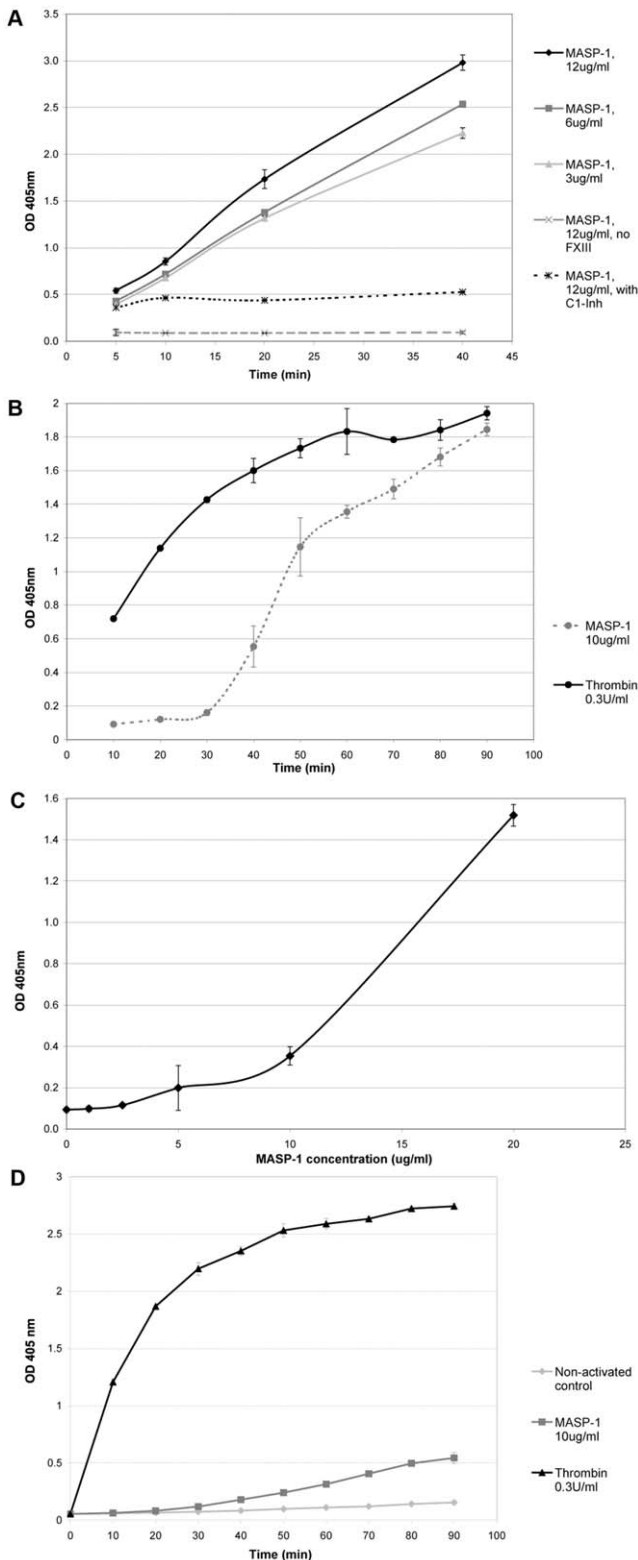 A
3.5
3.0
2.5
2.0
1.5
1.0
0.5
0.0
OD 405nm
0 5 10 15 20 25 30 35 40 45
Time (min)
MASP-1,
12ug/ml
MASP-1,
6ug/ml
MASP-1,
3ug/ml
MASP-1,
12ug/ml, no
FXIII
MASP-1,
12ug/ml, with
C1-Inh
B
2
1.8
1.6
1.4
1.2
1
0.8
0.6
0.4
0.2
0
OD 405nm
0 10 20 30 40 50 60 70 80 90 100
Time (min)
MASP-1
10ug/ml
Thrombin
0.3U/ml
C
1.6
1.4
1.2
1.0
0.8
0.6
0.4
0.2
0.0
OD 405nm
0 5 10 15 20 25
MASP-1 concentration (ug/ml)
D
3
2.5
2
1.5
1
0.5
0
OD 405 nm
0 10 20 30 40 50 60 70 80 90 100
Time (min)
Non-activated
control
MASP-1
10ug/ml
Thrombin
0.3U/ml